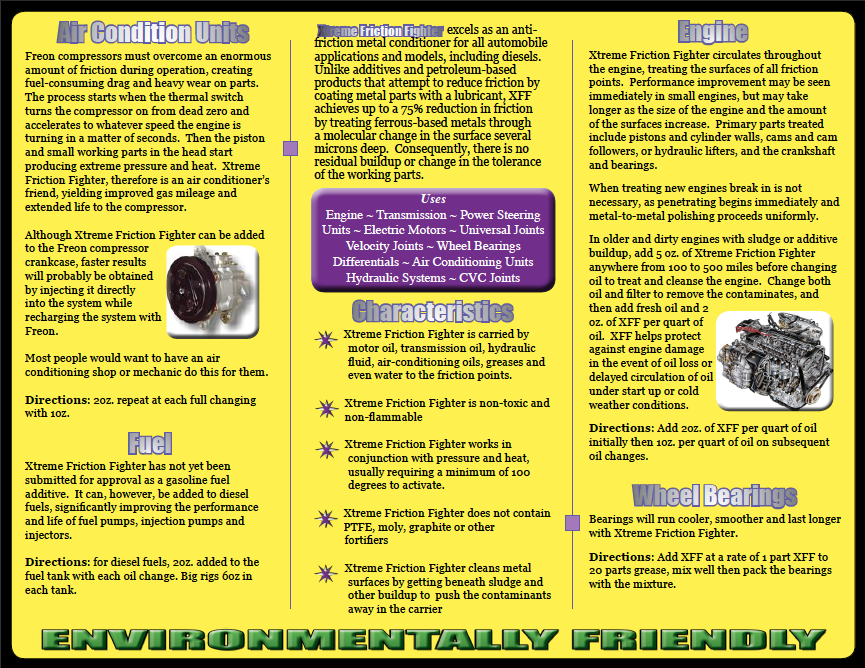 Air Condition Units
Freon compressors must overcome an enormous
amount of friction during operation, creating
fuel-consuming drag and heavy wear on parts.
The process starts when the thermal switch
turns the compressor on from dead zero and
accelerates to whatever speed the engine is
turning in a matter of seconds. Then the piston
and small working parts in the head start
producing extreme pressure and heat. Xtreme
Friction Fighter, therefore is an air conditioner's
friend, yielding improved gas mileage and
extended life to the compressor.
Although Xtreme Friction Fighter can be added
to the Freon compressor
crankcase, faster results
will probably be obtained
by injecting it directly
into the system while
recharging the system with
Freon.
Most people would want to have an air
conditioning shop or mechanic do this for them.
Directions: 2oz. repeat at each full changing
with 1oz.
Fuel
Xtreme Friction Fighter has not yet been
submitted for approval as a gasoline fuel
additive. It can, however, be added to diesel
fuels, significantly improving the performance
and life of fuel pumps, injection pumps and
injectors.
Directions: for diesel fuels, 2oz. added to the
fuel tank with each oil change. Big rigs 6oz in
each tank.
Xtreme Friction Fighter excels as an anti-
friction metal conditioner for all automobile
applications and models, including diesels.
Unlike additives and petroleum-based
products that attempt to reduce friction by
coating metal parts with a lubricant, XFF
achieves up to a 75% reduction in friction
by treating ferrous-based metals through
a molecular change in the surface several
microns deep. Consequently, there is no
residual buildup or change in the tolerance
of the working parts.
Uses
Engine ~ Transmission ~ Power Steering
Units ~ Electric Motors ~ Universal Joints
Velocity Joints ~ Wheel Bearings
Differentials ~ Air Conditioning Units
Hydraulic Systems ~ CVC Joints
Characteristics
Xtreme Friction Fighter is carried by
motor oil, transmission oil, hydraulic
fluid, air-conditioning oils, greases and
even water to the friction points.
Xtreme Friction Fighter is non-toxic and
non-flammable
Xtreme Friction Fighter works in
conjunction with pressure and heat,
usually requiring a minimum of 100
degrees to activate.
Xtreme Friction Fighter does not contain
PTFE, moly, graphite or other
fortifiers
Xtreme Friction Fighter cleans metal
surfaces by getting beneath sludge and
other buildup to push the contaminants
away in the carrier
Engine
Xtreme Friction Fighter circulates throughout
the engine, treating the surfaces of all friction
points. Performance improvement may be seen
immediately in small engines, but may take
longer as the size of the engine and the amount
of the surfaces increase. Primary parts treated
include pistons and cylinder walls, cams and cam
followers, or hydraulic lifters, and the crankshaft
and bearings.
When treating new engines break in is not
necessary, as penetrating begins immediately and
metal-to-metal polishing proceeds uniformly.
In older and dirty engines with sludge or additive
buildup, add 5 oz. of Xtreme Friction Fighter
anywhere from 100 to 500 miles before changing
oil to treat and cleanse the engine. Change both
oil and filter to remove the contaminates, and
then add fresh oil and 2
oz. of XFF per quart of
oil. XFF helps protect
against engine damage
in the event of oil loss or
delayed circulation of oil
under start up or cold
weather conditions.
Directions: Add 2oz. of XFF per quart of oil
initially then 1oz. per quart of oil on subsequent
oil changes.
Wheel Bearings
Bearings will run cooler, smoother and last longer
with Xtreme Friction Fighter.
Directions: Add XFF at a rate of 1 part XFF to
20 parts grease, mix well then pack the bearings
with the mixture.
ENVIRONMENTALLY FRIENDLY